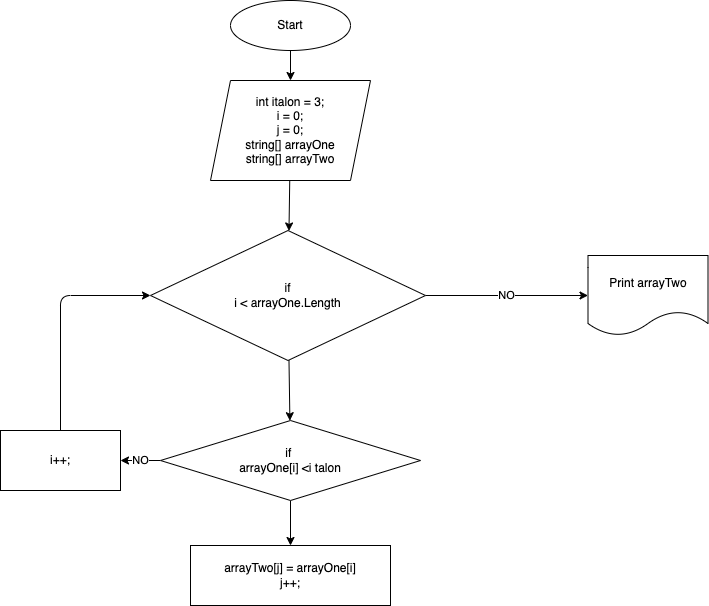 Start
int italon = 3;
i = 0;
j = 0;
string[] arrayOne
string[] arrayTwo
if
i < arrayOne.Length
NO
Print arrayTwo
if
arrayOne[i] <i talon
NO
i++;
arrayTwo[j] = arrayOne[i]
j++;